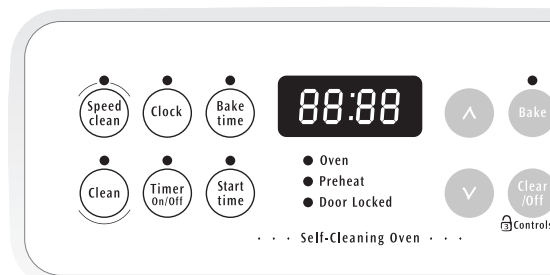 Speed
clean
Clock
Bake
time
88:88
Bake
Clean
Timer
On/Off
Start
time
Oven
Preheat
Door Locked
Clear
/Off
3 Controls
· · · Self-Cleaning Oven · · ·